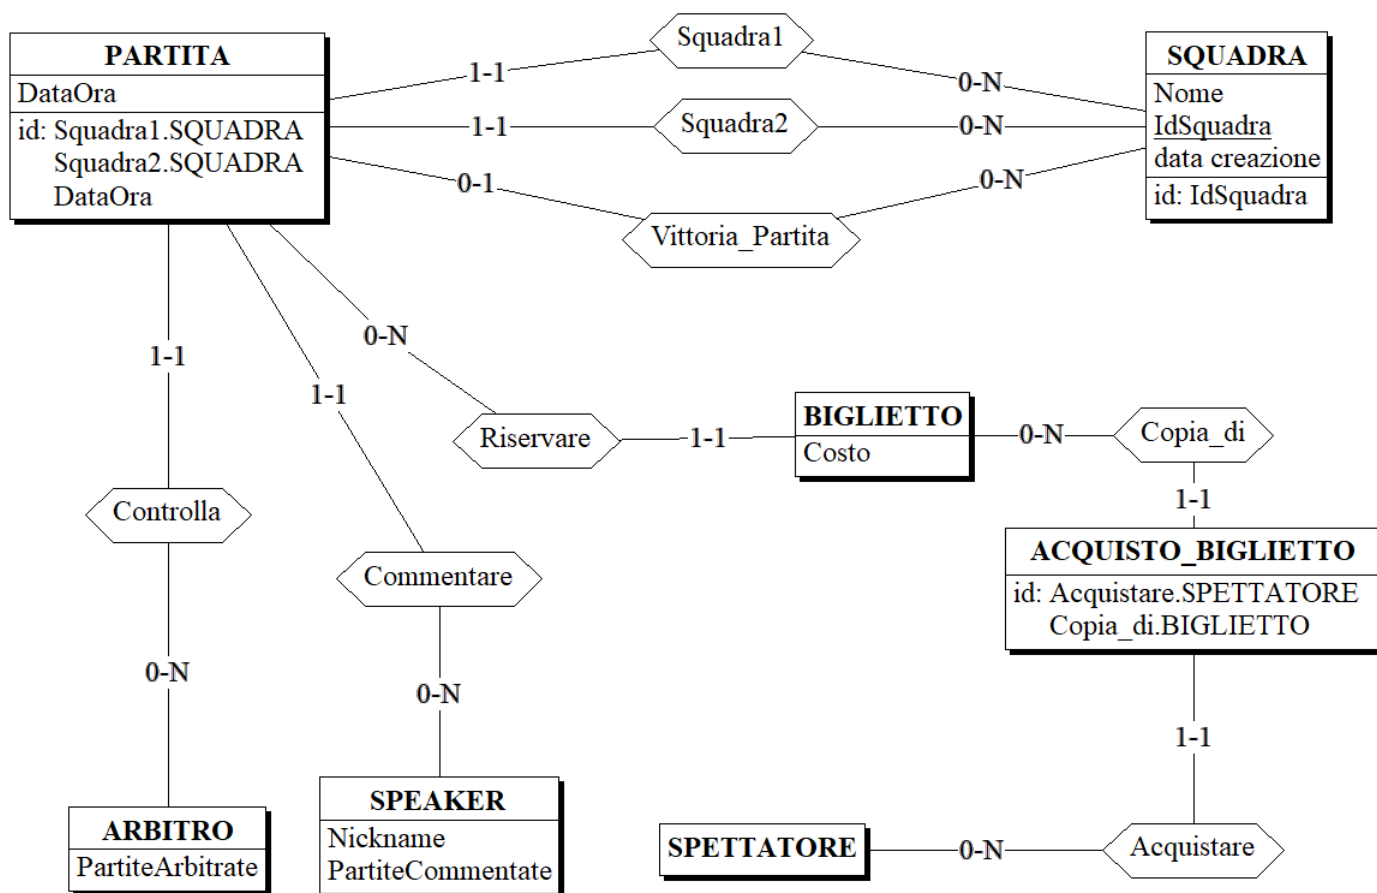 PARTITA
DataOra
id: Squadra1.SQUADRA
Squadra2.SQUADRA
DataOra
1-1
Squadra1
0-N
1-1
Squadra2
0-N
0-1
Vittoria_Partita
0-N
SQUADRA
Nome
IdSquadra
data creazione
id: IdSquadra
1-1
Controlla
0-N
ARBITRO
PartiteArbitrate
1-1
Commentare
0-N
SPEAKER
Nickname
PartiteCommentate
0-N
Riservare
1-1
BIGLIETTO
Costo
0-N
Copia_di
1-1
ACQUISTO_BIGLIETTO
id: Acquistare.SPETTATORE
Copia_di.BIGLIETTO
1-1
Acquistare
0-N
SPETTATORE